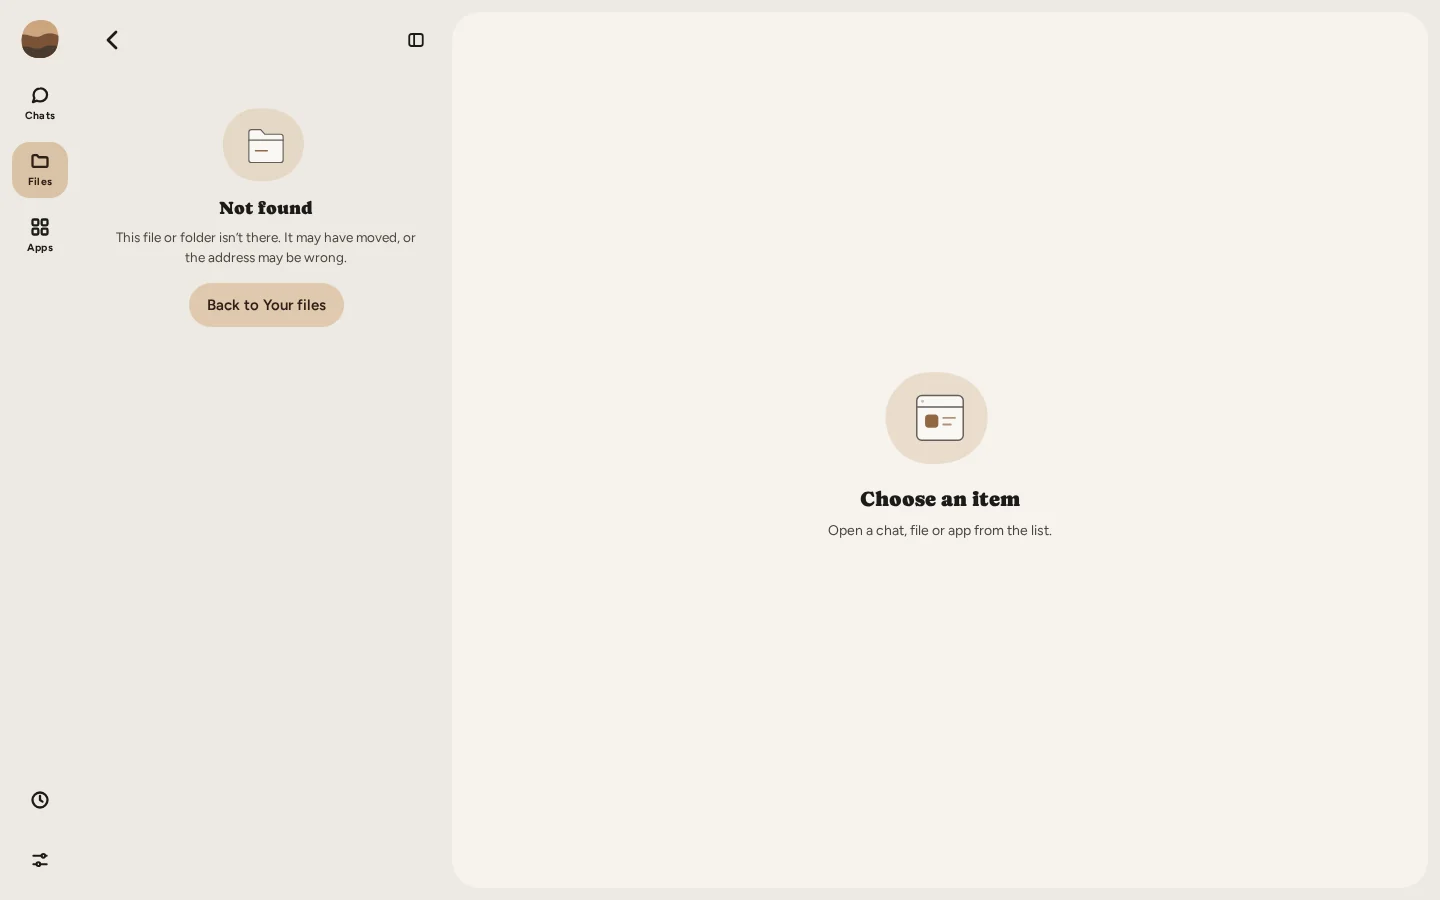 Chats
Files
Apps
Not found
This file or folder isn’t there. It may have moved, or
the address may be wrong.
Back to Your files
Choose an item
Open a chat, file or app from the list.